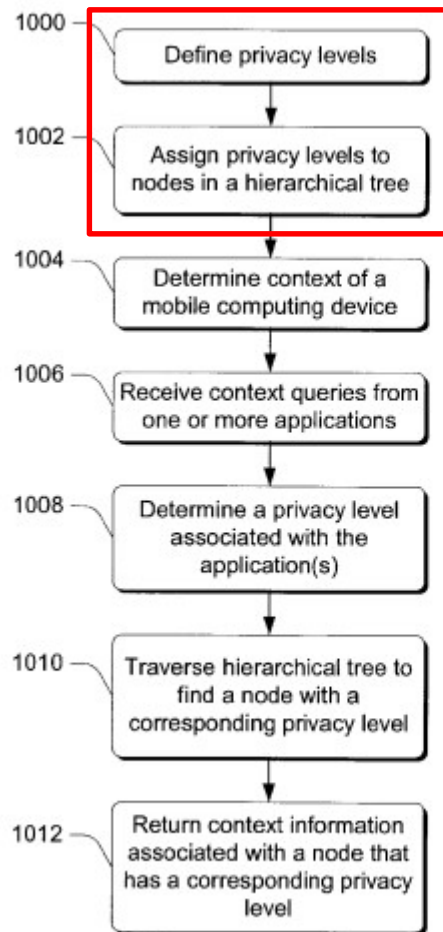 1000
Define privacy levels
1002
Assign privacy levels to
nodes in a hierarchical tree
1004
Determine context of a
mobile computing device
1006
Receive context queries from
one or more applications
1008
Determine a privacy level
associated with the
application(s)
1010
Traverse hierarchical tree to
find a node with a
corresponding privacy level
1012
Return context information
associated with a node that
has a corresponding privacy
level